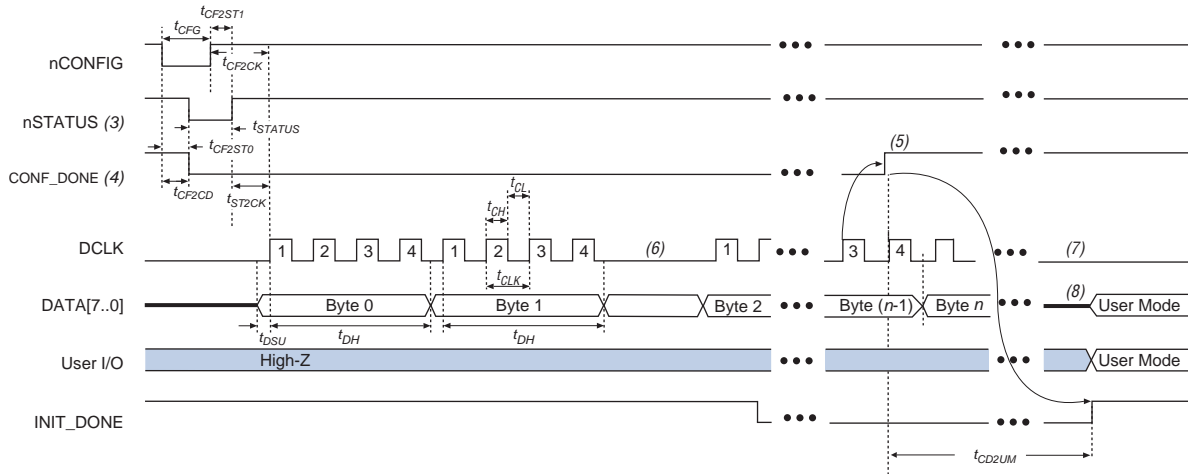 tCF2ST1
tCFG
nCONFIG
tCF2CK
nSTATUS (3)
tSTATUS
tCF2ST0
(5)
CONF_DONE (4)
tCF2CD
tST2CK
tCL
tCH
DCLK
1 2 3 4 1 2 3 4 (6) 1 3 4 (7)
tCLK
(8)
DATA[7..0] Byte 0 Byte 1 Byte 2 Byte (n-1) Byte n User Mode
tDSU tDH tDH
User I/O High-Z User Mode
INIT_DONE
tCD2UM